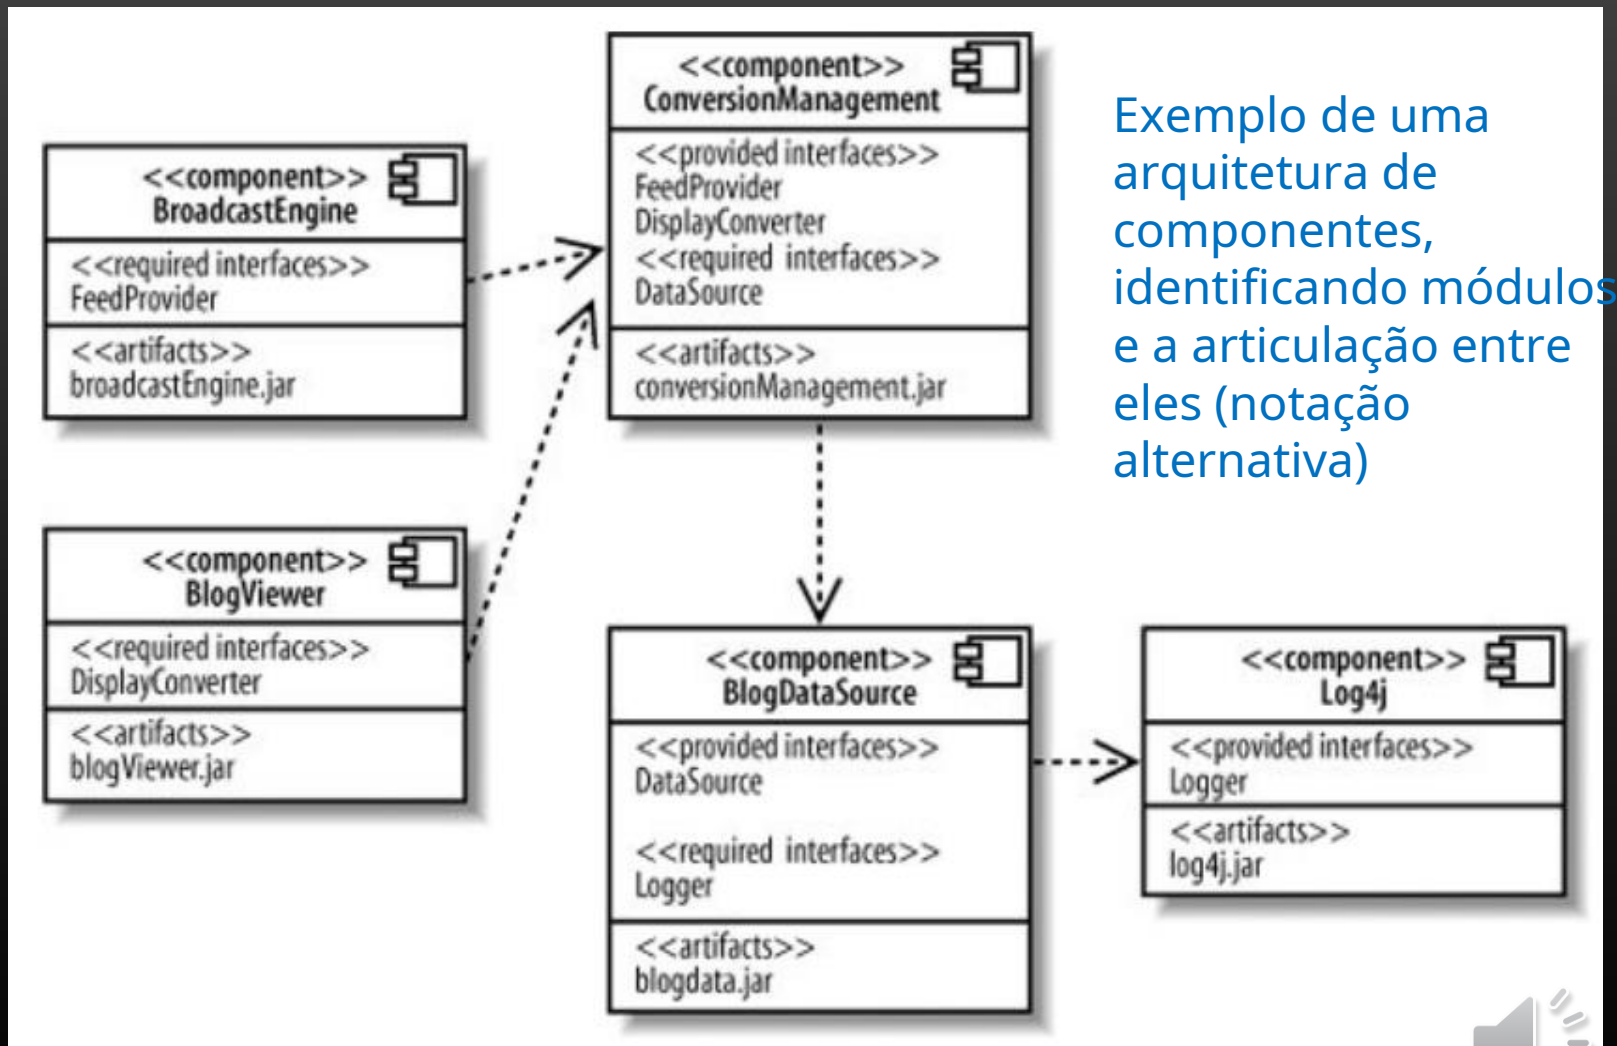 <<component>>
BroadcastEngine
<<required interfaces>>
FeedProvider
<<artifacts>>
broadcastEngine.jar
<<component>>
ConversionManagement
<<provided interfaces>>
FeedProvider
DisplayConverter
<<required interfaces>>
DataSource
<<artifacts>>
conversionManagement.jar
Exemplo de uma
arquitetura de
componentes,
identificando módulos
e a articulação entre
eles (notação
alternativa)
<<component>>
BlogViewer
<<required interfaces>>
DisplayConverter
<<artifacts>>
blogViewer.jar
<<component>>
BlogDataSource
<<provided interfaces>>
DataSource
<<required interfaces>>
Logger
<<artifacts>>
blogdata.jar
<<component>>
Log4j
<<provided interfaces>>
Logger
<<artifacts>>
log4j.jar